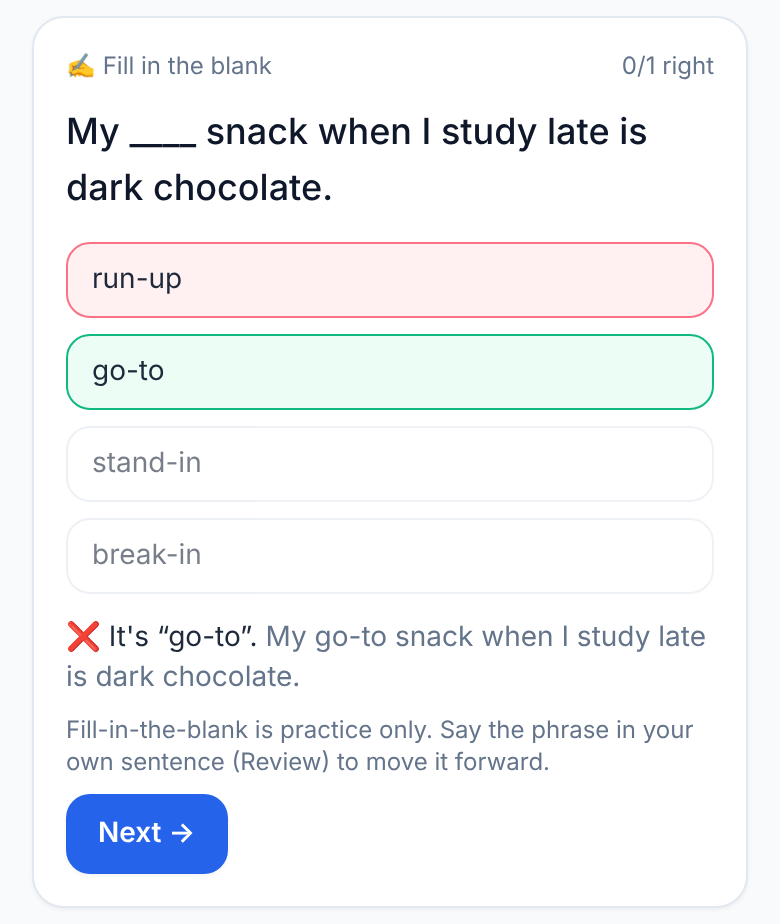 ✍️ Fill in the blank
0/1 right
My ____ snack when I study late is
dark chocolate.
run-up
go-to
stand-in
break-in
❌ It's “go-to”. My go-to snack when I study late
is dark chocolate.
Fill-in-the-blank is practice only. Say the phrase in your
own sentence (Review) to move it forward.
Next →